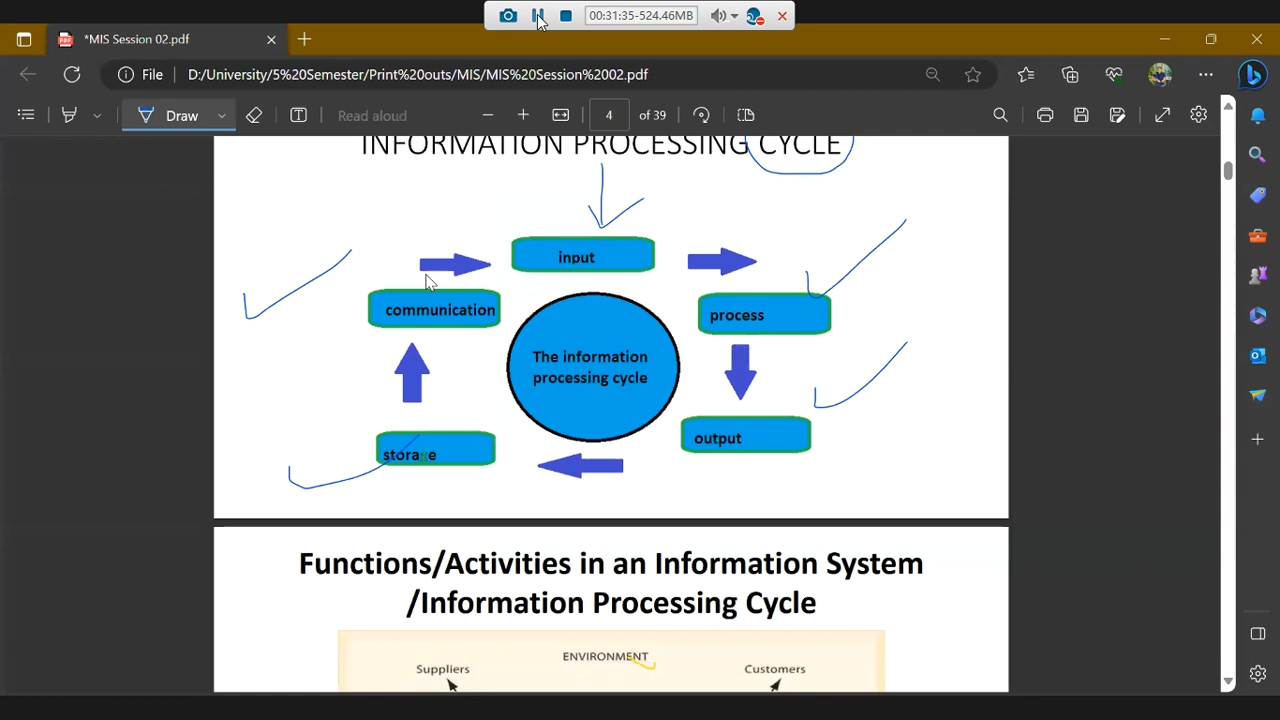 00:31:35-524.46MB
*MIS Session 02.pdf
File D:/University/5%20Semester/Print%20outs/MIS/MIS%20Session%2002.pdf
Draw Read aloud 4 of 39
INFORMATION PROCESSING CYCLE
input
communication
process
The information
processing cycle
output
storage
Functions/Activities in an Information System
/Information Processing Cycle
ENVIRONMENT
Suppliers Customers